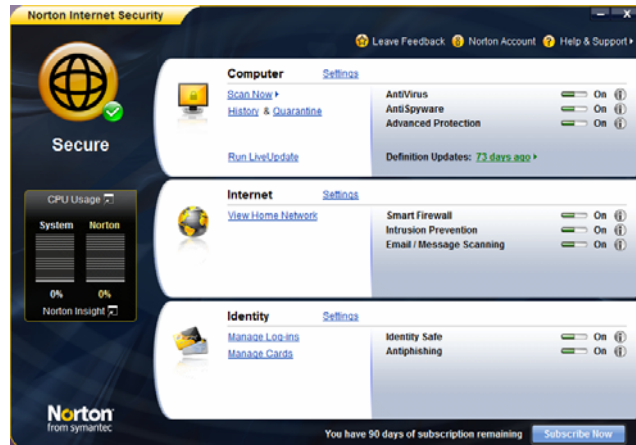 Norton Internet Security
Leave Feedback Norton Account Help & Support
Secure
CPU Usage
System Norton
0% 0%
Norton Insight
Computer Settings
Scan Now
History & Quarantine
Run LiveUpdate
AntiVirus On
AntiSpyware On
Advanced Protection On
Definition Updates: 73 days ago
Internet Settings
View Home Network
Smart Firewall On
Intrusion Prevention On
Email / Message Scanning On
Identity Settings
Manage Log-ins
Manage Cards
Identity Safe On
Antiphishing On
Norton
from symantec
You have 90 days of subscription remaining Subscribe Now